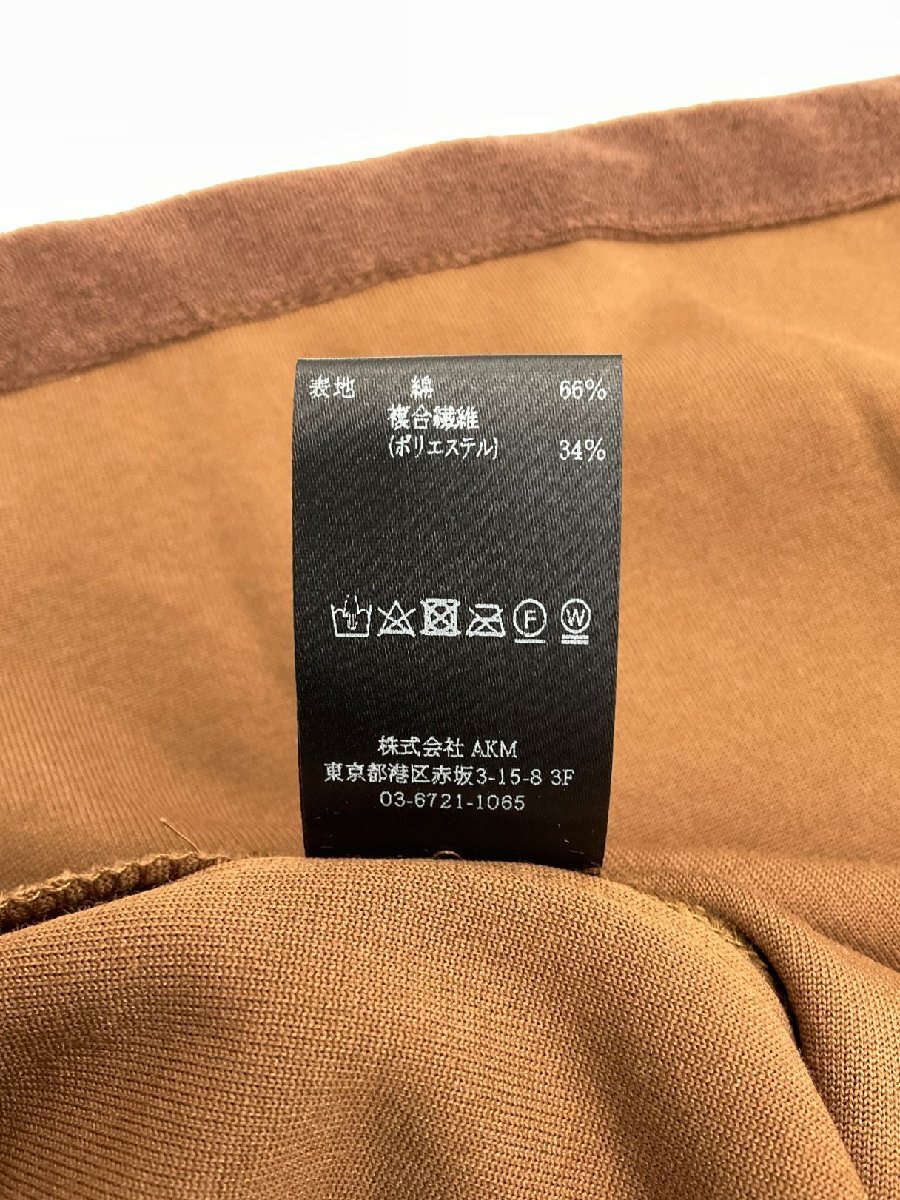 表地 綿 66%
複合繊維
(ポリエステル) 34%
F W
株式会社 AKM
東京都港区赤坂3-15-8 3F
03-6721-1065